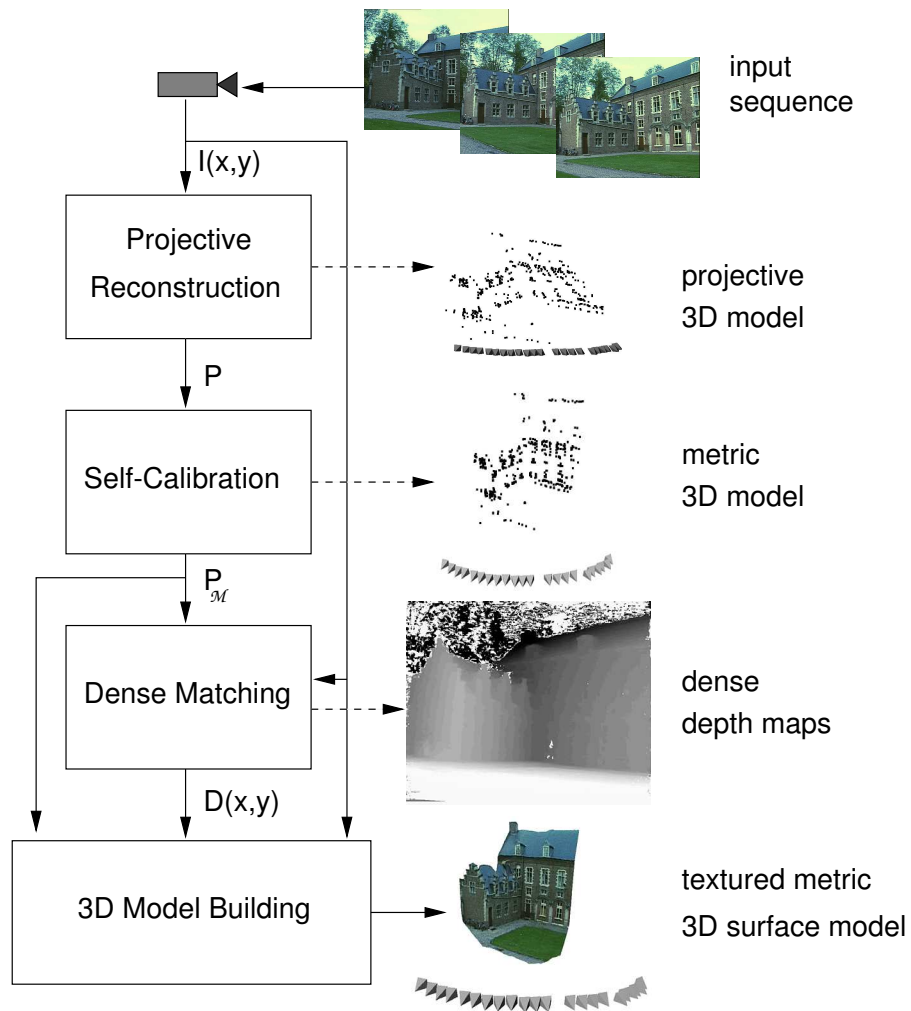 input
sequence
I(x,y)
Projective
Reconstruction
projective
3D model
P
Self-Calibration
metric
3D model
P_ℳ
Dense Matching
dense
depth maps
D(x,y)
3D Model Building
textured metric
3D surface model